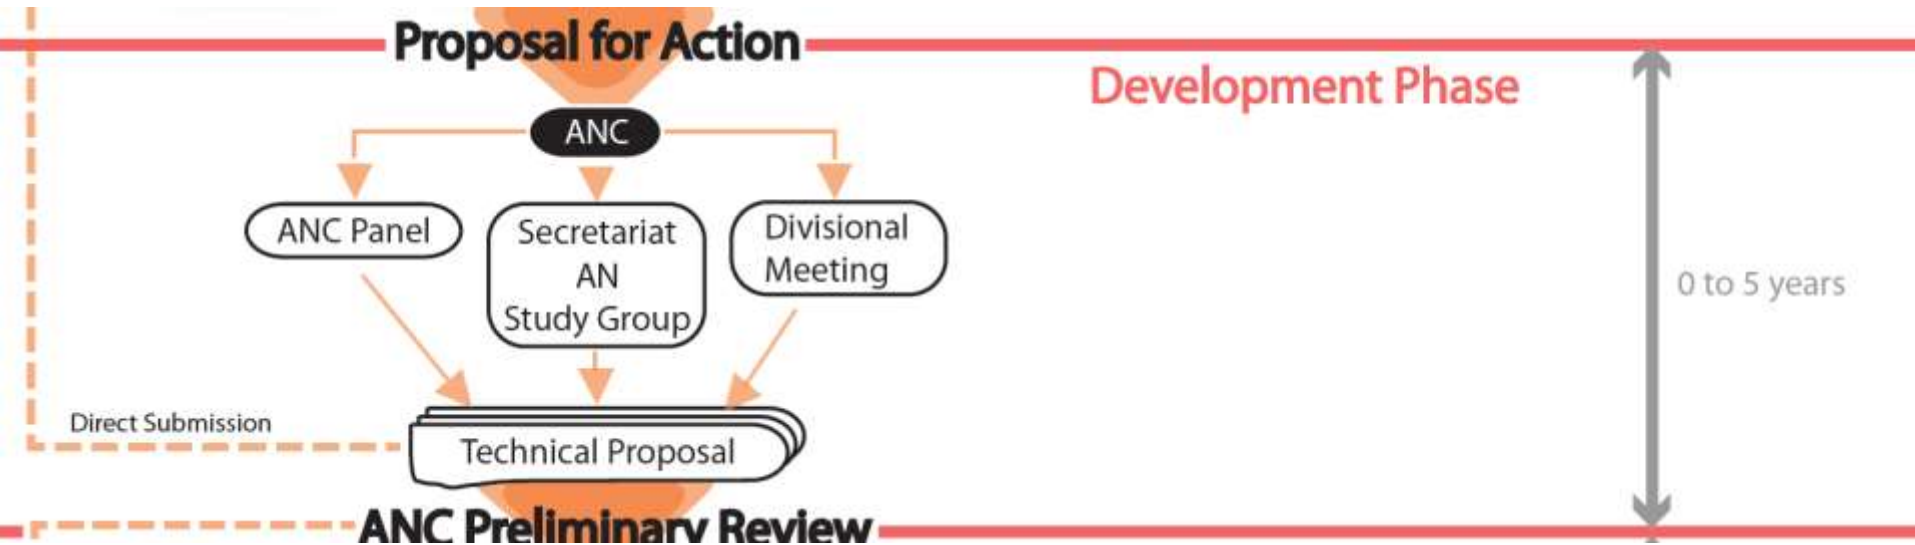 Proposal for Action
Development Phase
ANC
ANC Panel
Secretariat
AN
Study Group
Divisional
Meeting
0 to 5 years
Direct Submission
Technical Proposal
ANC Preliminary Review